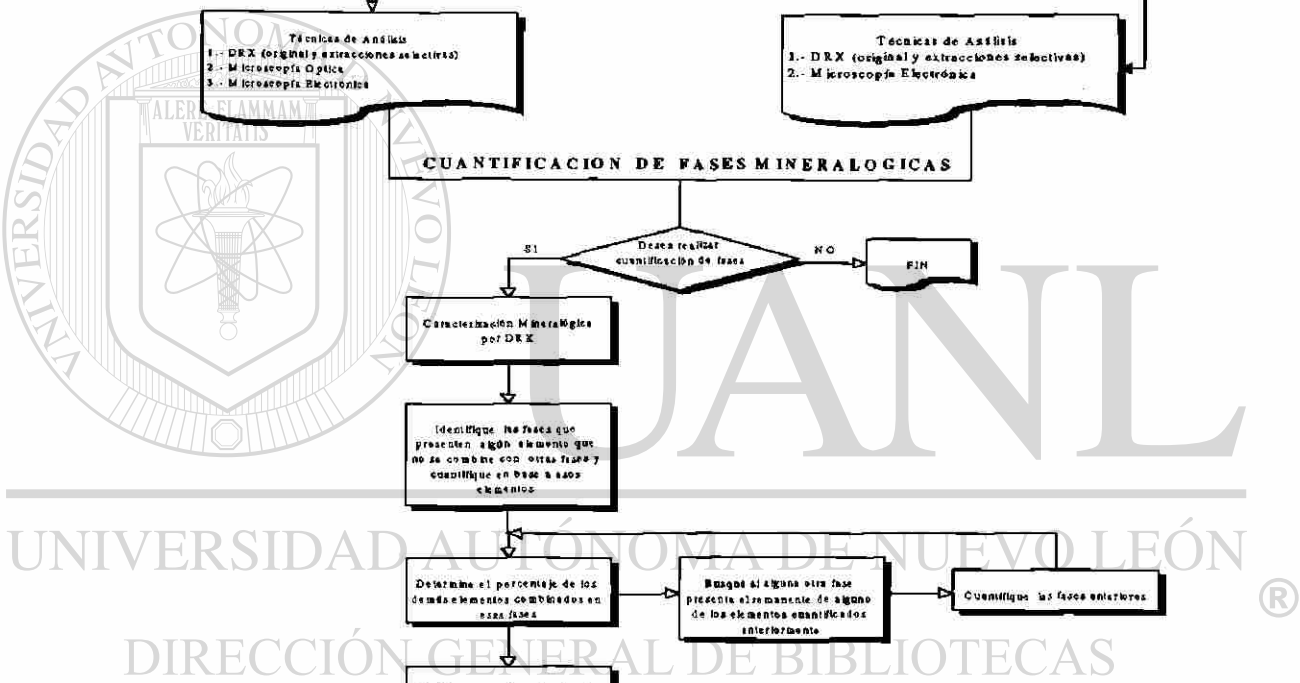 Técnicas de Análisis
1.- DRX (original y extracciones selectivas)
2.- Microscopía Optica
3.- Microscopía Electrónica
Técnicas de Análisis
1.- DRX (original y extracciones selectivas)
2.- Microscopía Electrónica
CUANTIFICACION DE FASES MINERALOGICAS
Desea realizar
cuantificación de fases
SI
NO
FIN
Caracterización Mineralógica
por DRX
Identifique las fases que
presenten algún elemento que
no se combine con otras fases y
cuantifique en base a esos
elementos
Determine el porcentaje de los
demás elementos combinados en
esas fases
Busque si alguna otra fase
presenta el remanente de alguno
de los elementos cuantificados
anteriormente
Cuantifique las fases anteriores
UNIVERSIDAD AUTÓNOMA DE NUEVO LEÓN
ALERE FLAMMAM
VERITATIS
UANL
UNIVERSIDAD AUTÓNOMA DE NUEVO LEÓN
®
DIRECCIÓN GENERAL DE BIBLIOTECAS